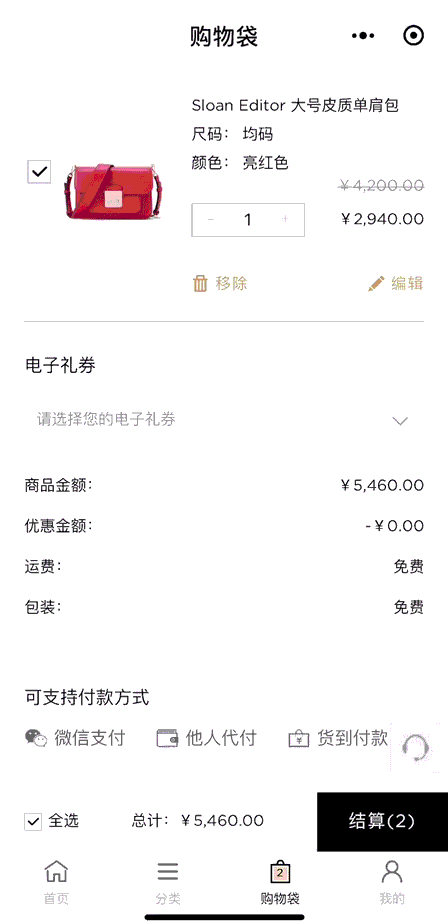 购物袋
Sloan Editor 大号皮质单肩包
尺码： 均码
颜色： 亮红色
￥4,200.00
- 1 + ￥2,940.00
移除 编辑
电子礼券
请选择您的电子礼券
商品金额： ￥5,460.00
优惠金额： -￥0.00
运费： 免费
包装： 免费
可支持付款方式
微信支付 他人代付 货到付款
全选 总计：￥5,460.00 结算(2)
2
首页 分类 购物袋 我的